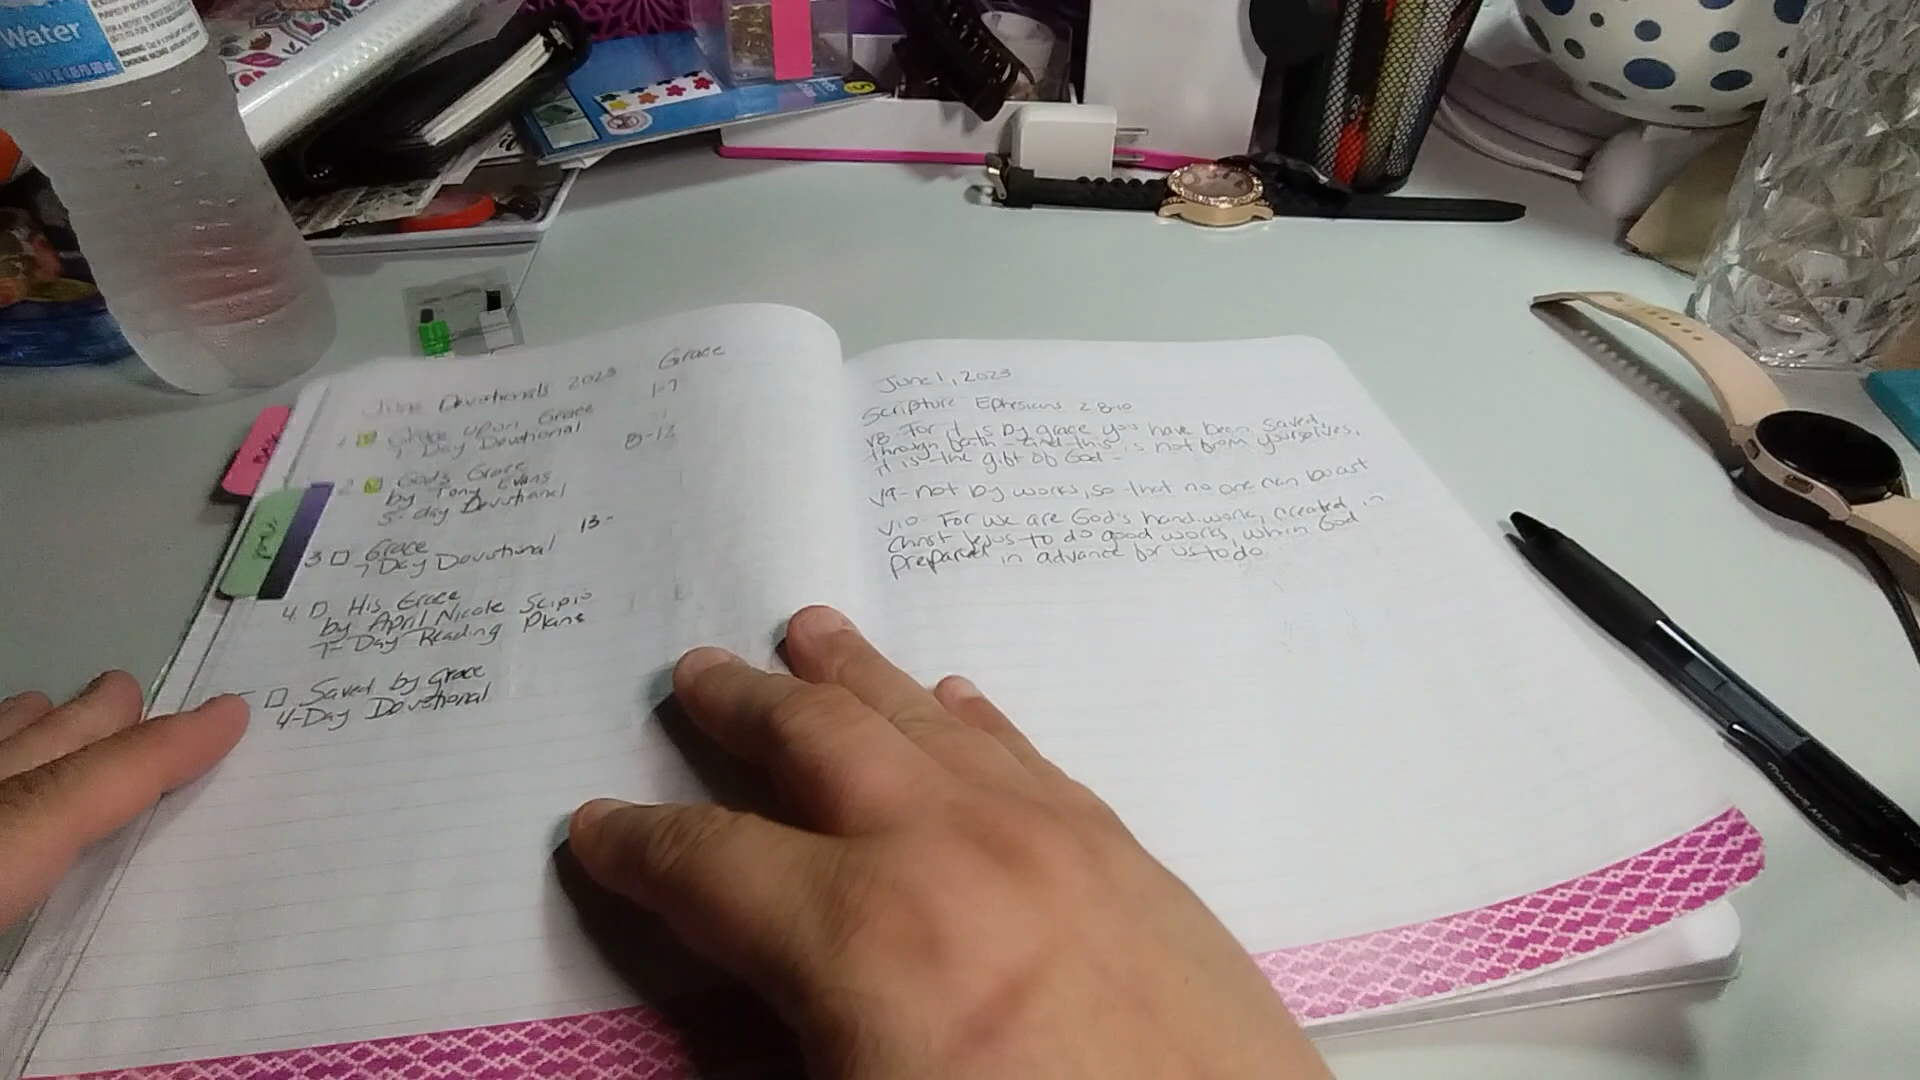 Water
June Devotionals 2023 Grace
1 Grace upon Grace 1-7
7 Day Devotional
2 God's Grace 8-12
by Tony Evans
5-day Devotional
3 Grace 13-
7 Day Devotional
4. His Grace
by April Nicole Scipio
7-Day Reading Plans
5 Saved by Grace
4-Day Devotional
June 1, 2023
Scripture Ephesians 2 8-10
v8. For it is by grace you have been saved,
through faith - and this is not from yourselves,
it is the gift of God -
v9- not by works, so that no one can boast
v10- For we are God's handiwork, created in
Christ Jesus to do good works, which God
prepared in advance for us to do.